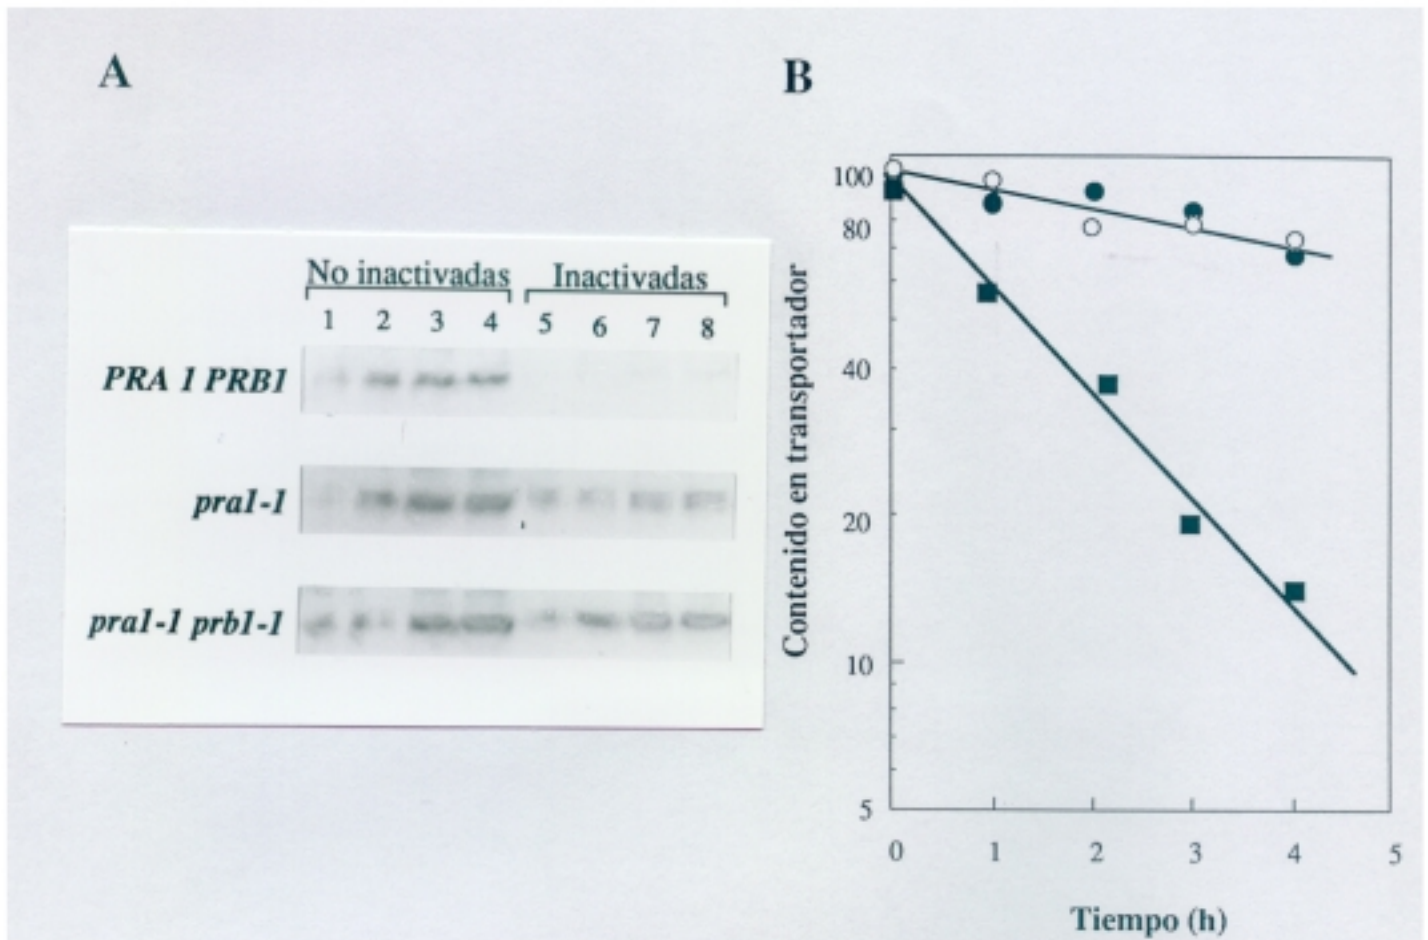 A
No inactivadas Inactivadas
1 2 3 4 5 6 7 8
PRA 1 PRB1
pra1-1
pra1-1 prb1-1
B
Contenido en transportador
100
80
40
20
10
5
0 1 2 3 4 5
Tiempo (h)